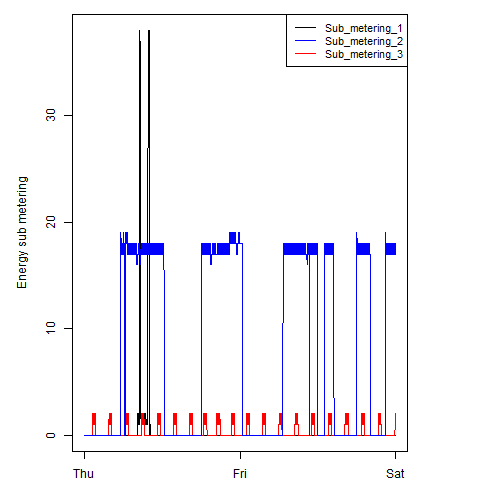 Sub_metering_1
Sub_metering_2
Sub_metering_3
30
20
10
0
Energy sub metering
Thu Fri Sat